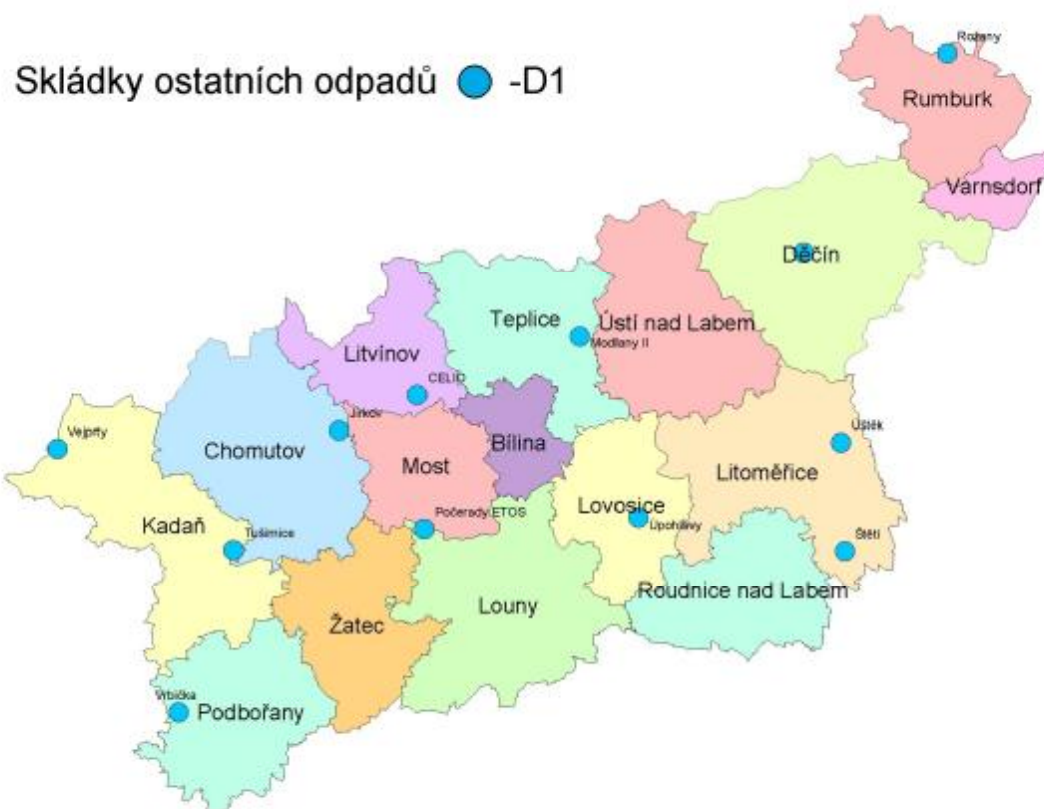 Rožany
Skládky ostatních odpadů -D1
Rumburk
Varnsdorf
Děčín
Teplice
Ústí nad Labem
Modlany II
Litvínov
CELIO
Jirkov
Vejprty
Chomutov
Most
Bílina
Úštěk
Litoměřice
Kadaň
Tušimice
Počerady ETOS
Lovosice
Úpohlavy
Štětí
Roudnice nad Labem
Louny
Žatec
Vrbička
Podbořany